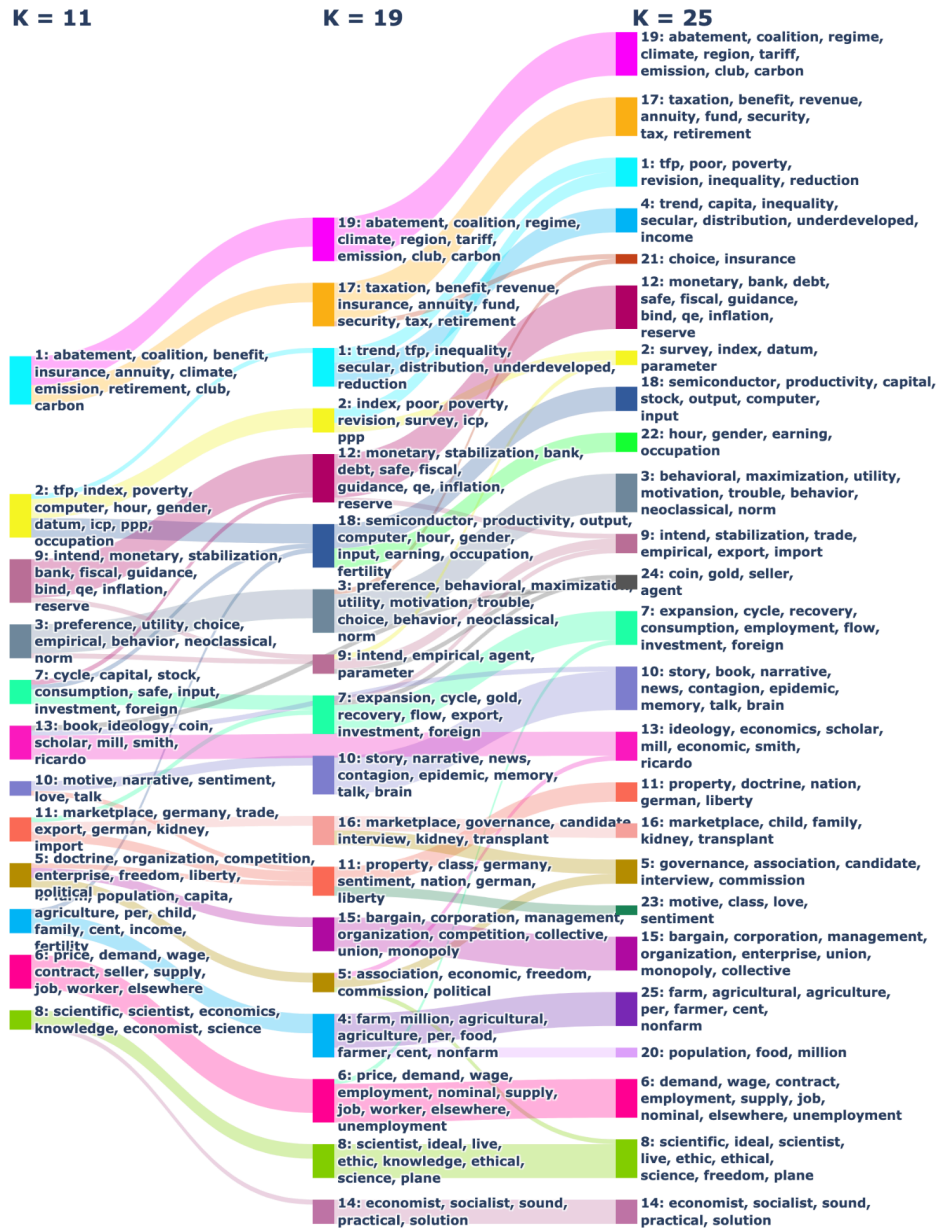 K = 11
K = 19
K = 25
1: abatement, coalition, benefit,
insurance, annuity, climate,
emission, retirement, club,
carbon
2: tfp, index, poverty,
computer, hour, gender,
datum, icp, ppp,
occupation
9: intend, monetary, stabilization,
bank, fiscal, guidance,
bind, qe, inflation,
reserve
3: preference, utility, choice,
empirical, behavior, neoclassical,
norm
7: cycle, capital, stock,
consumption, safe, input,
investment, foreign
13: book, ideology, coin,
scholar, mill, smith,
ricardo
10: motive, narrative, sentiment,
love, talk
11: marketplace, germany, trade,
export, german, kidney,
import
5: doctrine, organization, competition,
enterprise, freedom, liberty,
political
population, capita,
agriculture, per, child,
family, cent, income,
fertility
6: price, demand, wage,
contract, seller, supply,
job, worker, elsewhere
8: scientific, scientist, economics,
knowledge, economist, science
19: abatement, coalition, regime,
climate, region, tariff,
emission, club, carbon
17: taxation, benefit, revenue,
insurance, annuity, fund,
security, tax, retirement
1: trend, tfp, inequality,
secular, distribution, underdeveloped,
reduction
2: index, poor, poverty,
revision, survey, icp,
ppp
12: monetary, stabilization, bank,
debt, safe, fiscal,
guidance, qe, inflation,
reserve
18: semiconductor, productivity, output,
computer, hour, gender,
input, earning, occupation,
fertility
3: preference, behavioral, maximization,
utility, motivation, trouble,
choice, behavior, neoclassical,
norm
9: intend, empirical, agent,
parameter
7: expansion, cycle, gold,
recovery, flow, export,
investment, foreign
10: story, narrative, news,
contagion, epidemic, memory,
talk, brain
16: marketplace, governance, candidate,
interview, kidney, transplant
11: property, class, germany,
sentiment, nation, german,
liberty
15: bargain, corporation, management,
organization, competition, collective,
union, monopoly
5: association, economic, freedom,
commission, political
4: farm, million, agricultural,
agriculture, per, food,
farmer, cent, nonfarm
6: price, demand, wage,
employment, nominal, supply,
job, worker, elsewhere,
unemployment
8: scientist, ideal, live,
ethic, knowledge, ethical,
science, plane
14: economist, socialist, sound,
practical, solution
19: abatement, coalition, regime,
climate, region, tariff,
emission, club, carbon
17: taxation, benefit, revenue,
annuity, fund, security,
tax, retirement
1: tfp, poor, poverty,
revision, inequality, reduction
4: trend, capita, inequality,
secular, distribution, underdeveloped,
income
21: choice, insurance
12: monetary, bank, debt,
safe, fiscal, guidance,
bind, qe, inflation,
reserve
2: survey, index, datum,
parameter
18: semiconductor, productivity, capital,
stock, output, computer,
input
22: hour, gender, earning,
occupation
3: behavioral, maximization, utility,
motivation, trouble, behavior,
neoclassical, norm
9: intend, stabilization, trade,
empirical, export, import
24: coin, gold, seller,
agent
7: expansion, cycle, recovery,
consumption, employment, flow,
investment, foreign
10: story, book, narrative,
news, contagion, epidemic,
memory, talk, brain
13: ideology, economics, scholar,
mill, economic, smith,
ricardo
11: property, doctrine, nation,
german, liberty
16: marketplace, child, family,
kidney, transplant
5: governance, association, candidate,
interview, commission
23: motive, class, love,
sentiment
15: bargain, corporation, management,
organization, enterprise, union,
monopoly, collective
25: farm, agricultural, agriculture,
per, farmer, cent,
nonfarm
20: population, food, million
6: demand, wage, contract,
employment, supply, job,
nominal, elsewhere, unemployment
8: scientific, ideal, scientist,
live, ethic, ethical,
science, freedom, plane
14: economist, socialist, sound,
practical, solution